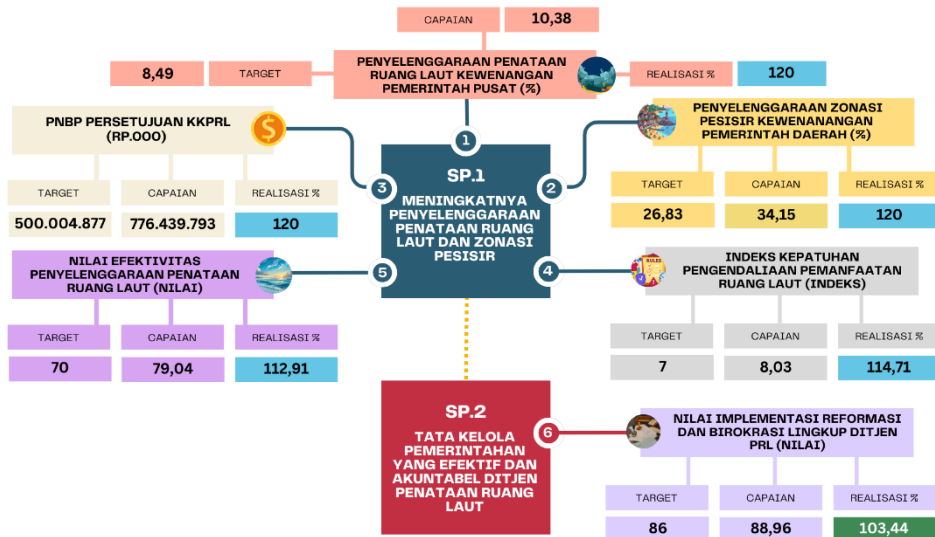 CAPAIAN
10,38
8,49
TARGET
PENYELENGGARAAN PENATAAN
RUANG LAUT KEWENANGAN
PEMERINTAH PUSAT (%)
REALISASI %
120
1
PNBP PERSETUJUAN KKPRL
(RP.000)
$
TARGET
CAPAIAN
REALISASI %
500.004.877
776.439.793
120
3
PENYELENGGARAAN ZONASI
PESISIR KEWENANANGAN
PEMERINTAH DAERAH (%)
TARGET
CAPAIAN
REALISASI %
26,83
34,15
120
2
SP.1
MENINGKATNYA
PENYELENGGARAAN
PENATAAN RUANG
LAUT DAN ZONASI
PESISIR
NILAI EFEKTIVITAS
PENYELENGGARAAN PENATAAN
RUANG LAUT (NILAI)
5
TARGET
CAPAIAN
REALISASI %
70
79,04
112,91
4
RULES
INDEKS KEPATUHAN
PENGENDALIAAN PEMANFAATAN
RUANG LAUT (INDEKS)
TARGET
CAPAIAN
REALISASI %
7
8,03
114,71
SP.2
TATA KELOLA
PEMERINTAHAN
YANG EFEKTIF DAN
AKUNTABEL DITJEN
PENATAAN RUANG
LAUT
6
NILAI IMPLEMENTASI REFORMASI
DAN BIROKRASI LINGKUP DITJEN
PRL (NILAI)
TARGET
CAPAIAN
REALISASI %
86
88,96
103,44